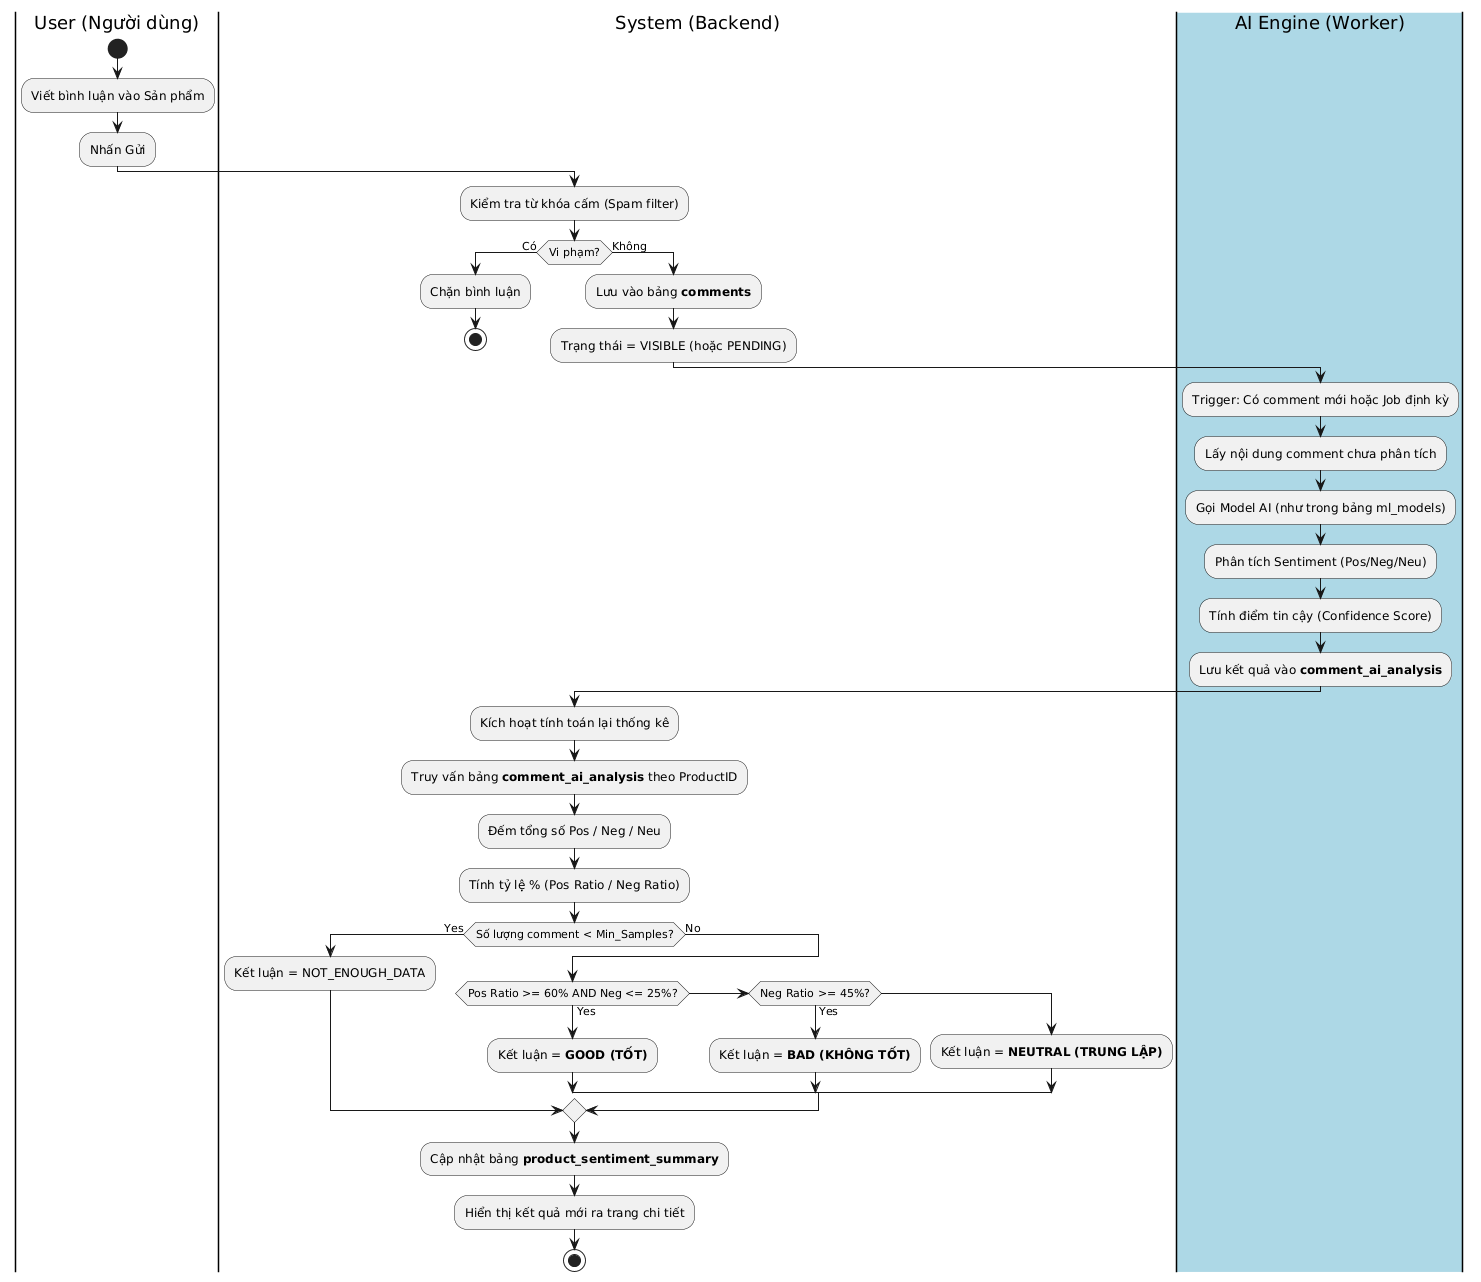 User (Người dùng)
System (Backend)
AI Engine (Worker)
Viết bình luận vào Sản phẩm
Nhấn Gửi
Kiểm tra từ khóa cấm (Spam filter)
Có
Vi phạm?
Không
Chặn bình luận
Lưu vào bảng comments
Trạng thái = VISIBLE (hoặc PENDING)
Trigger: Có comment mới hoặc Job định kỳ
Lấy nội dung comment chưa phân tích
Gọi Model AI (như trong bảng ml_models)
Phân tích Sentiment (Pos/Neg/Neu)
Tính điểm tin cậy (Confidence Score)
Lưu kết quả vào comment_ai_analysis
Kích hoạt tính toán lại thống kê
Truy vấn bảng comment_ai_analysis theo ProductID
Đếm tổng số Pos / Neg / Neu
Tính tỷ lệ % (Pos Ratio / Neg Ratio)
Yes
Số lượng comment < Min_Samples?
No
Kết luận = NOT_ENOUGH_DATA
Pos Ratio >= 60% AND Neg <= 25%?
Neg Ratio >= 45%?
Yes
Yes
Kết luận = GOOD (TỐT)
Kết luận = BAD (KHÔNG TỐT)
Kết luận = NEUTRAL (TRUNG LẬP)
Cập nhật bảng product_sentiment_summary
Hiển thị kết quả mới ra trang chi tiết